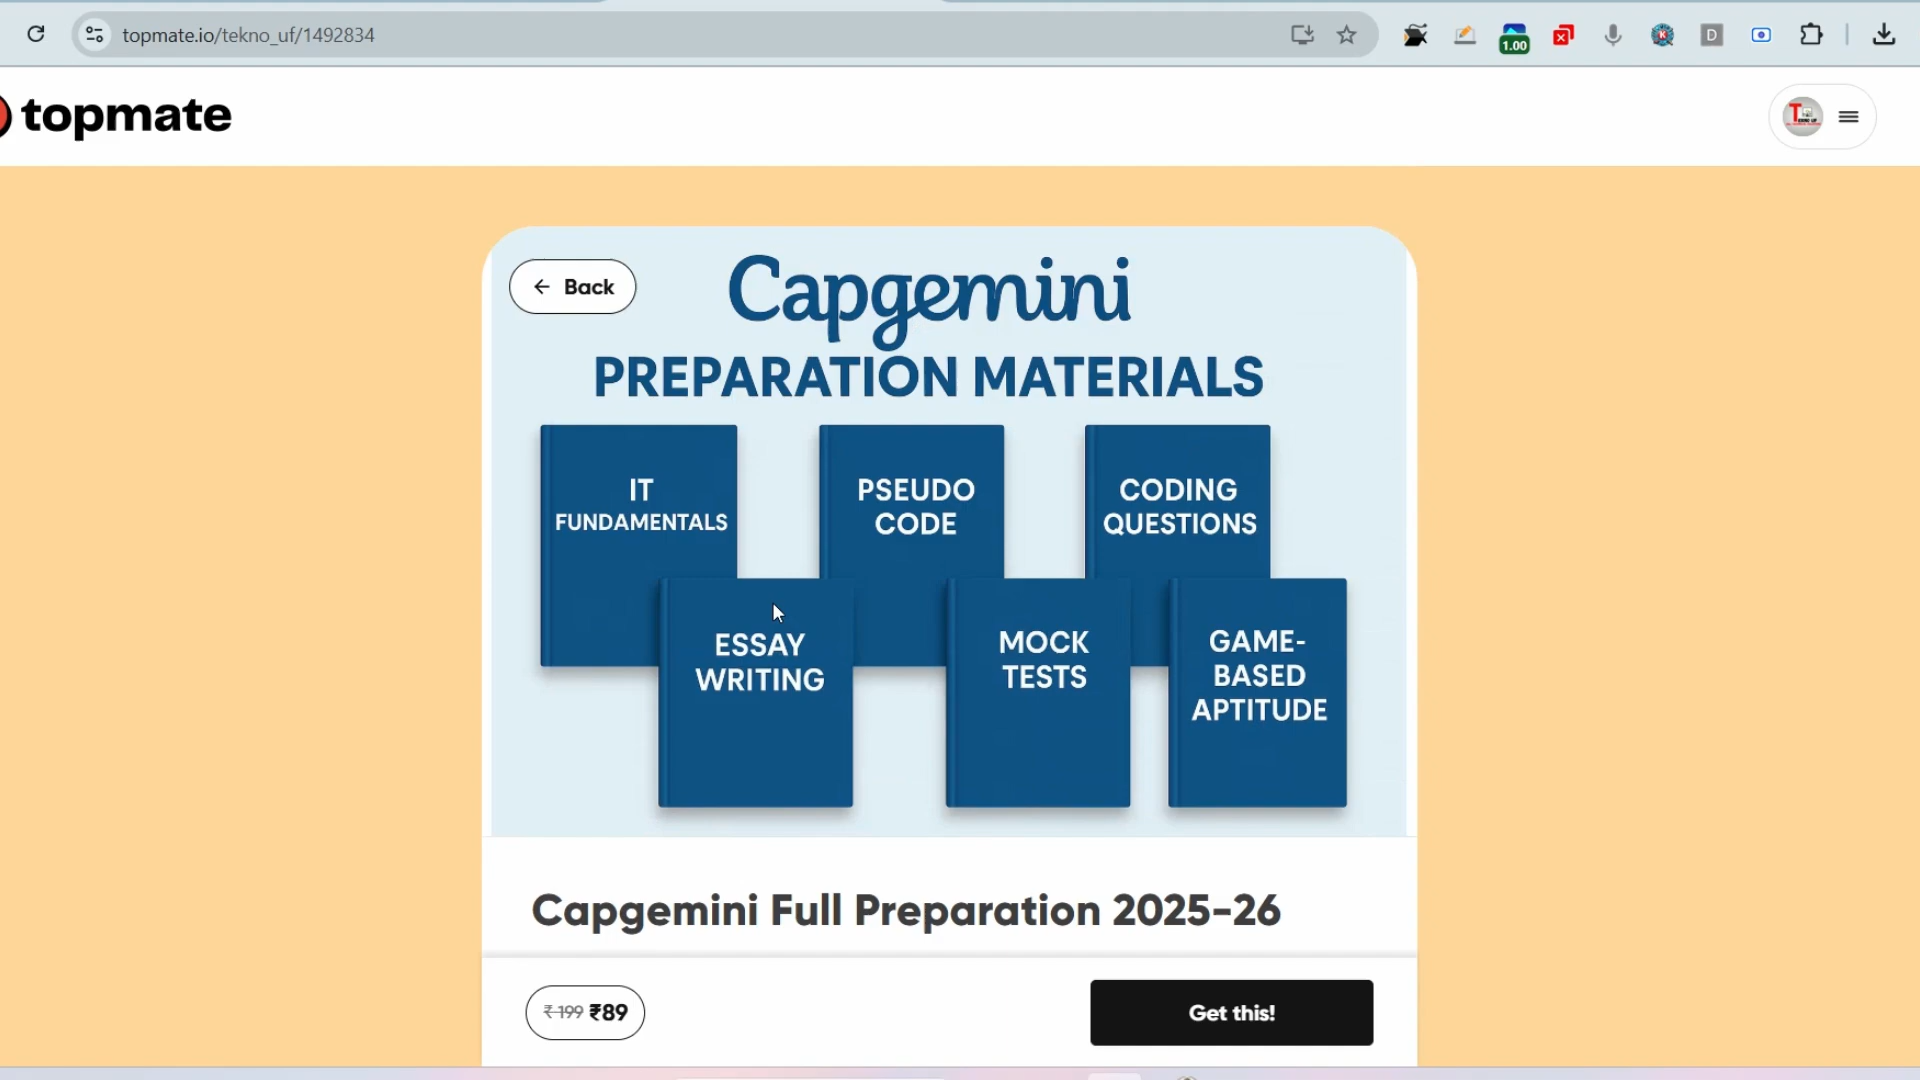 topmate.io/tekno_uf/1492834
1.00
D
topmate
← Back
Capgemini
PREPARATION MATERIALS
IT
FUNDAMENTALS
PSEUDO
CODE
CODING
QUESTIONS
ESSAY
WRITING
MOCK
TESTS
GAME-
BASED
APTITUDE
Capgemini Full Preparation 2025-26
₹199 ₹89
Get this!